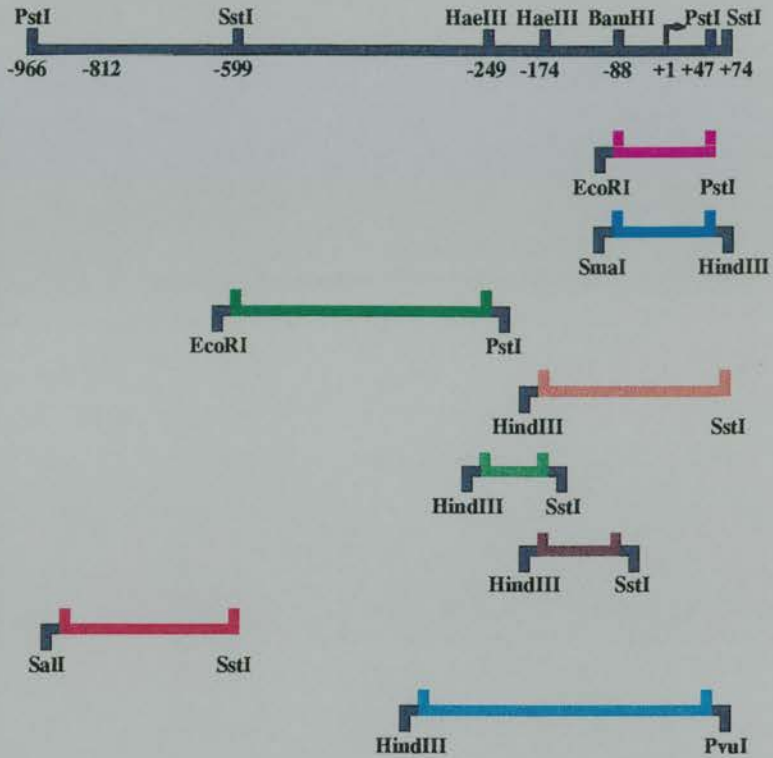 PstI SstI HaeIII HaeIII BamHI PstI SstI
-966 -812 -599 -249 -174 -88 +1 +47 +74
EcoRI PstI
SmaI HindIII
EcoRI PstI
HindIII SstI
HindIII SstI
HindIII SstI
SalI SstI
HindIII PvuI